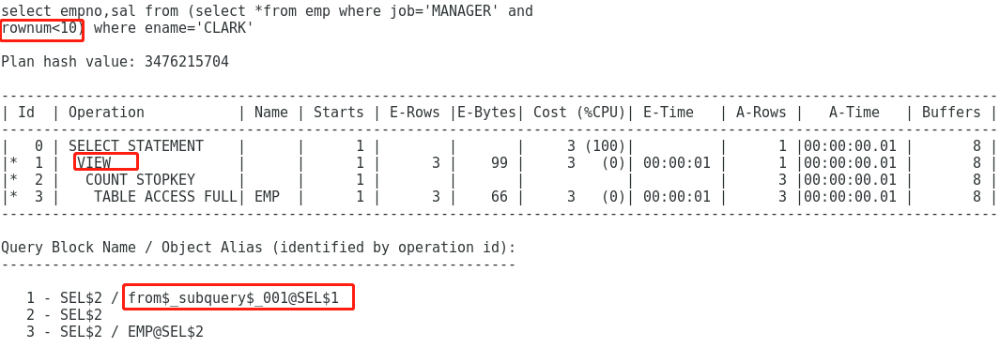 select empno,sal from (select *from emp where job='MANAGER' and
rownum<10) where ename='CLARK'
Plan hash value: 3476215704
---------------------------------------------------------------------------------------------------------------------
| Id  | Operation           | Name | Starts | E-Rows |E-Bytes| Cost (%CPU)| E-Time   | A-Rows |   A-Time   | Buffers |
---------------------------------------------------------------------------------------------------------------------
|   0 | SELECT STATEMENT    |      |      1 |        |       |     3 (100)|          |      1 |00:00:00.01 |       8 |
|*  1 |  VIEW               |      |      1 |      3 |    99 |     3   (0)| 00:00:01 |      1 |00:00:00.01 |       8 |
|*  2 |   COUNT STOPKEY     |      |      1 |        |       |            |          |      3 |00:00:00.01 |       8 |
|*  3 |    TABLE ACCESS FULL| EMP  |      1 |      3 |    66 |     3   (0)| 00:00:01 |      3 |00:00:00.01 |       8 |
---------------------------------------------------------------------------------------------------------------------
Query Block Name / Object Alias (identified by operation id):
-------------------------------------------------------------
   1 - SEL$2 / from$_subquery$_001@SEL$1
   2 - SEL$2
   3 - SEL$2 / EMP@SEL$2